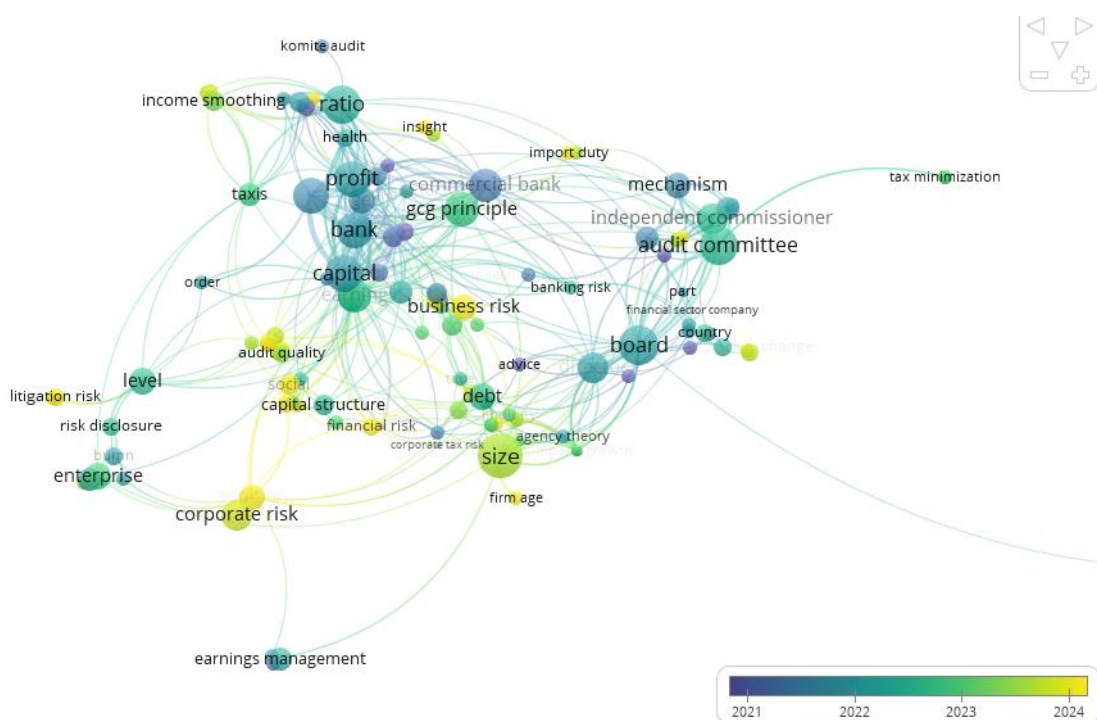 komite audit
income smoothing
ratio
insight
health
import duty
profit
commercial bank
mechanism
tax minimization
taxis
gcg principle
independent commissioner
bank
audit committee
capital
order
banking risk
part
earning
business risk
financial sector company
country
board
change
audit quality
advice
level
social
debt
litigation risk
capital structure
risk disclosure
financial risk
agency theory
corporate tax risk
size
enterprise
firm age
corporate risk
earnings management
2021
2022
2023
2024